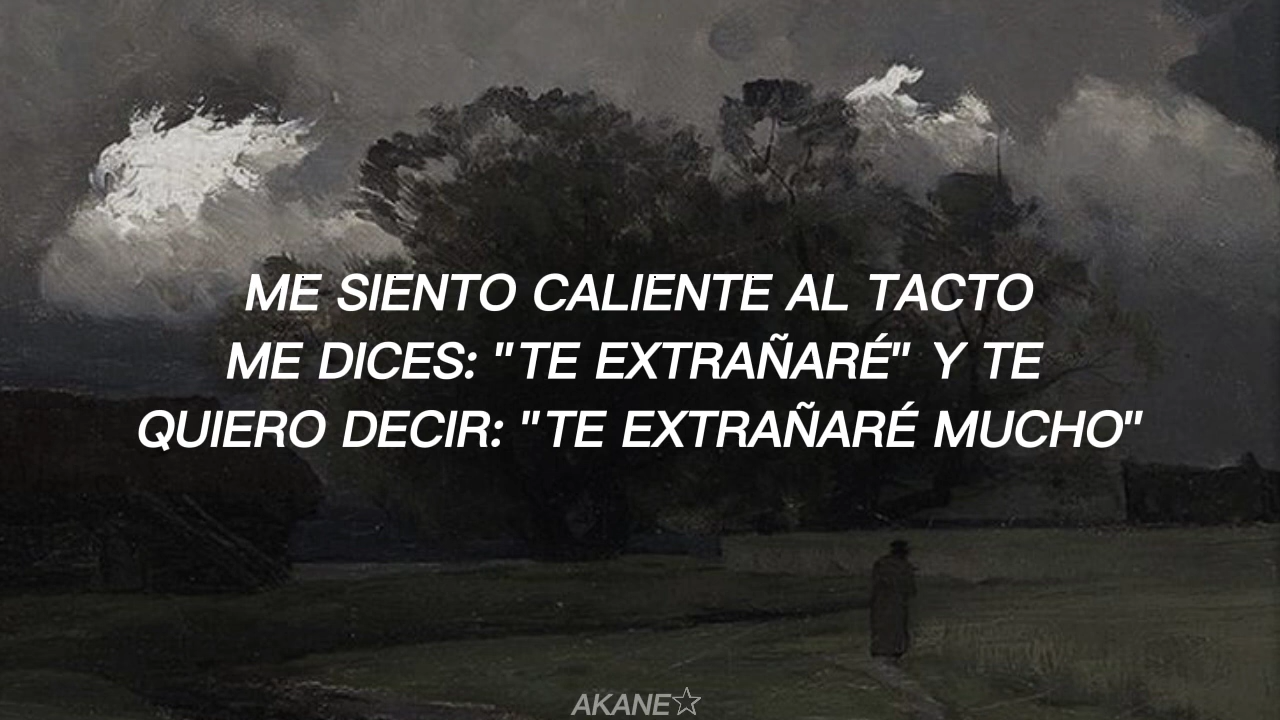 ME SIENTO CALIENTE AL TACTO
ME DICES: "TE EXTRAÑARÉ" Y TE
QUIERO DECIR: "TE EXTRAÑARÉ MUCHO"
AKANE☆